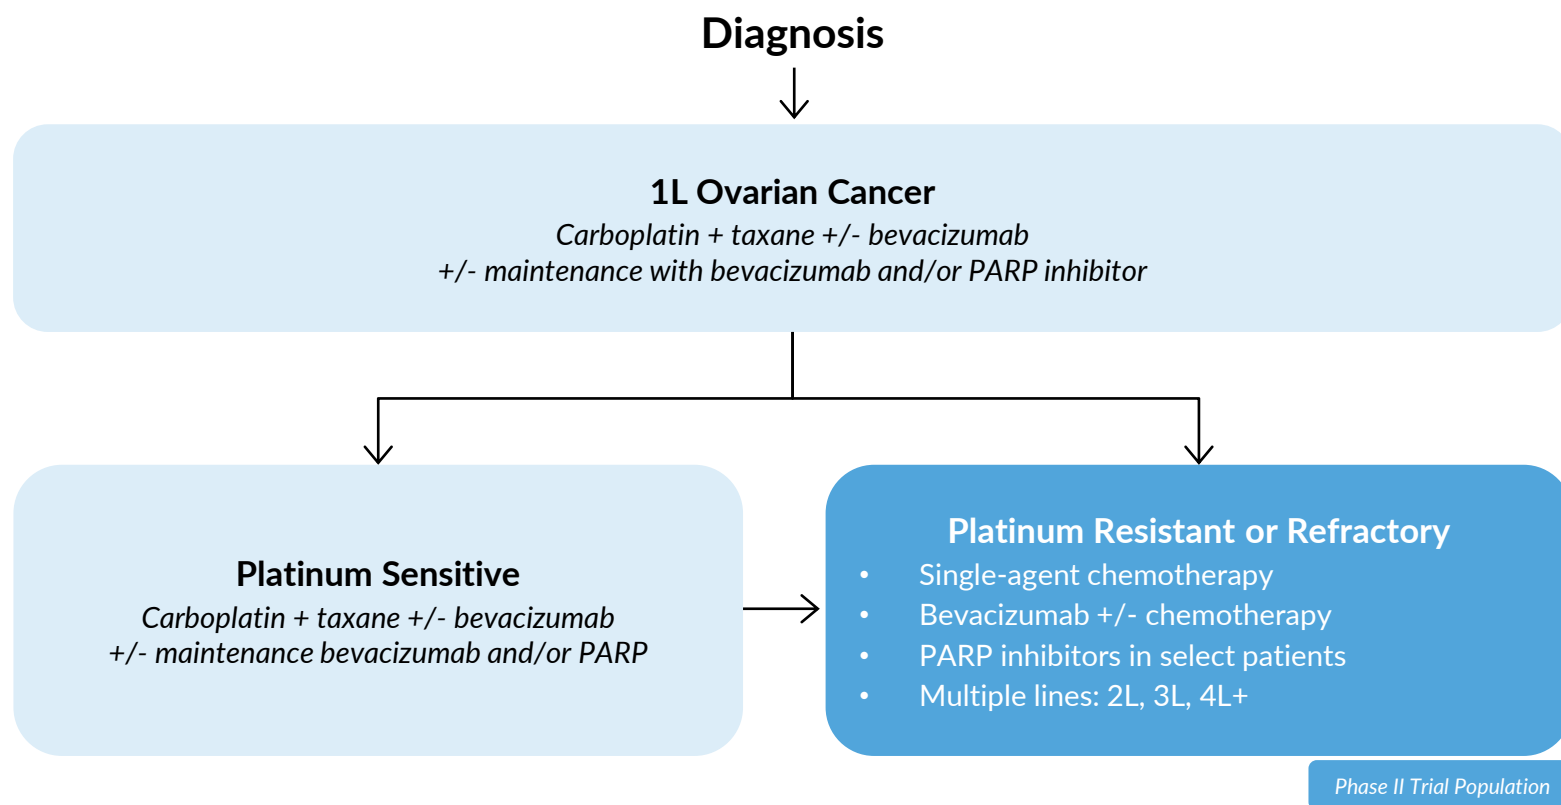 Diagnosis
1L Ovarian Cancer
Carboplatin + taxane +/- bevacizumab
+/- maintenance with bevacizumab and/or PARP inhibitor
Platinum Sensitive
Carboplatin + taxane +/- bevacizumab
+/- maintenance bevacizumab and/or PARP
Platinum Resistant or Refractory
• Single-agent chemotherapy
• Bevacizumab +/- chemotherapy
• PARP inhibitors in select patients
• Multiple lines: 2L, 3L, 4L+
Phase II Trial Population